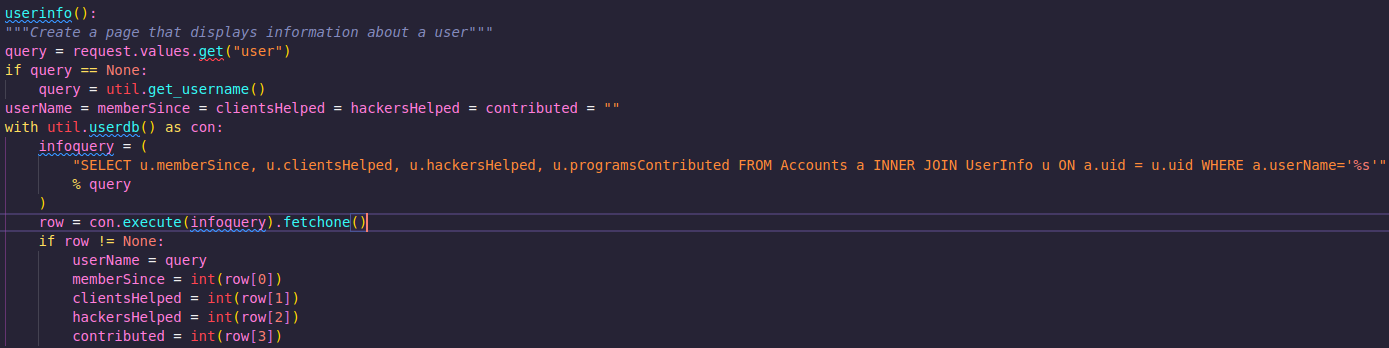 userinfo():
"""Create a page that displays information about a user"""
query = request.values.get("user")
if query == None:
    query = util.get_username()
userName = memberSince = clientsHelped = hackersHelped = contributed = ""
with util.userdb() as con:
    infoquery = (
        "SELECT u.memberSince, u.clientsHelped, u.hackersHelped, u.programsContributed FROM Accounts a INNER JOIN UserInfo u ON a.uid = u.uid WHERE a.userName='%s'"
        % query
    )
    row = con.execute(infoquery).fetchone()
    if row != None:
        userName = query
        memberSince = int(row[0])
        clientsHelped = int(row[1])
        hackersHelped = int(row[2])
        contributed = int(row[3])